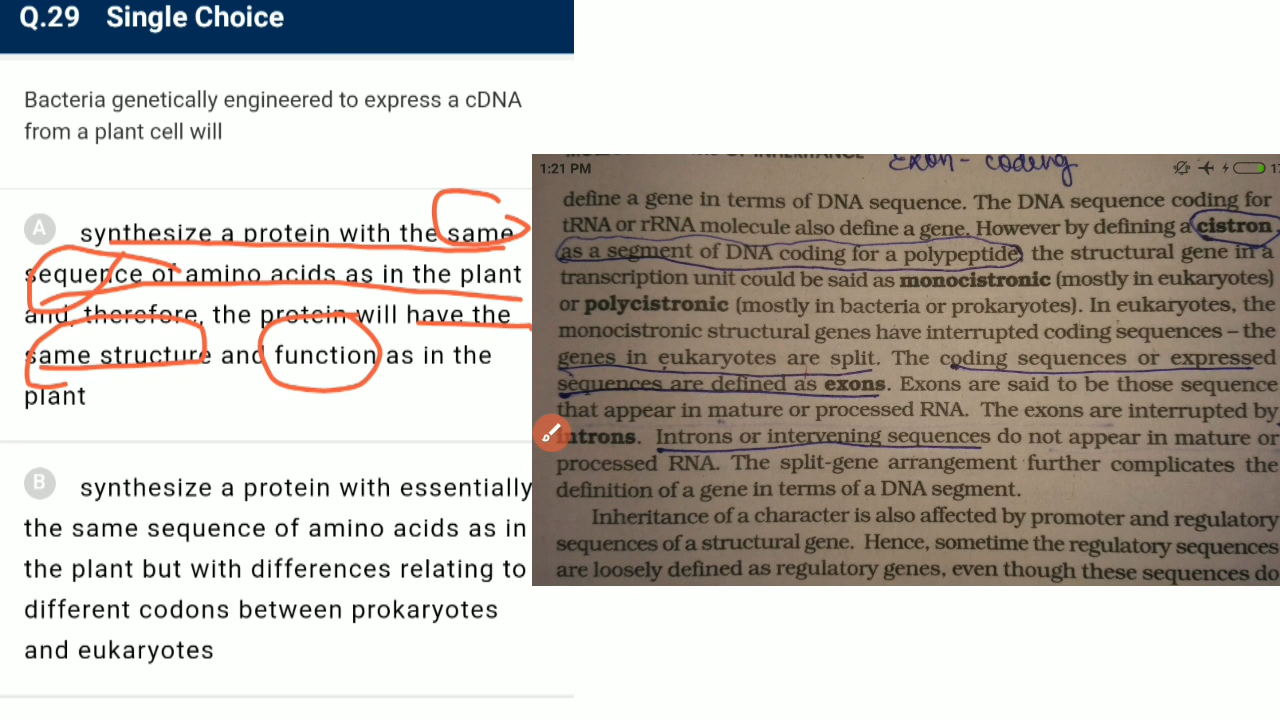 Q.29 Single Choice
Bacteria genetically engineered to express a cDNA
from a plant cell will
A synthesize a protein with the same
sequence of amino acids as in the plant
and, therefore, the protein will have the
same structure and function as in the
plant
B synthesize a protein with essentially
the same sequence of amino acids as in
the plant but with differences relating to
different codons between prokaryotes
and eukaryotes
Exon - coding
1:21 PM
define a gene in terms of DNA sequence. The DNA sequence coding for
tRNA or rRNA molecule also define a gene. However by defining a cistron
as a segment of DNA coding for a polypeptide, the structural gene in a
transcription unit could be said as monocistronic (mostly in eukaryotes)
or polycistronic (mostly in bacteria or prokaryotes). In eukaryotes, the
monocistronic structural genes have interrupted coding sequences – the
genes in eukaryotes are split. The coding sequences or expressed
sequences are defined as exons. Exons are said to be those sequence
that appear in mature or processed RNA. The exons are interrupted by
introns. Introns or intervening sequences do not appear in mature or
processed RNA. The split-gene arrangement further complicates the
definition of a gene in terms of a DNA segment.
Inheritance of a character is also affected by promoter and regulatory
sequences of a structural gene. Hence, sometime the regulatory sequences
are loosely defined as regulatory genes, even though these sequences do